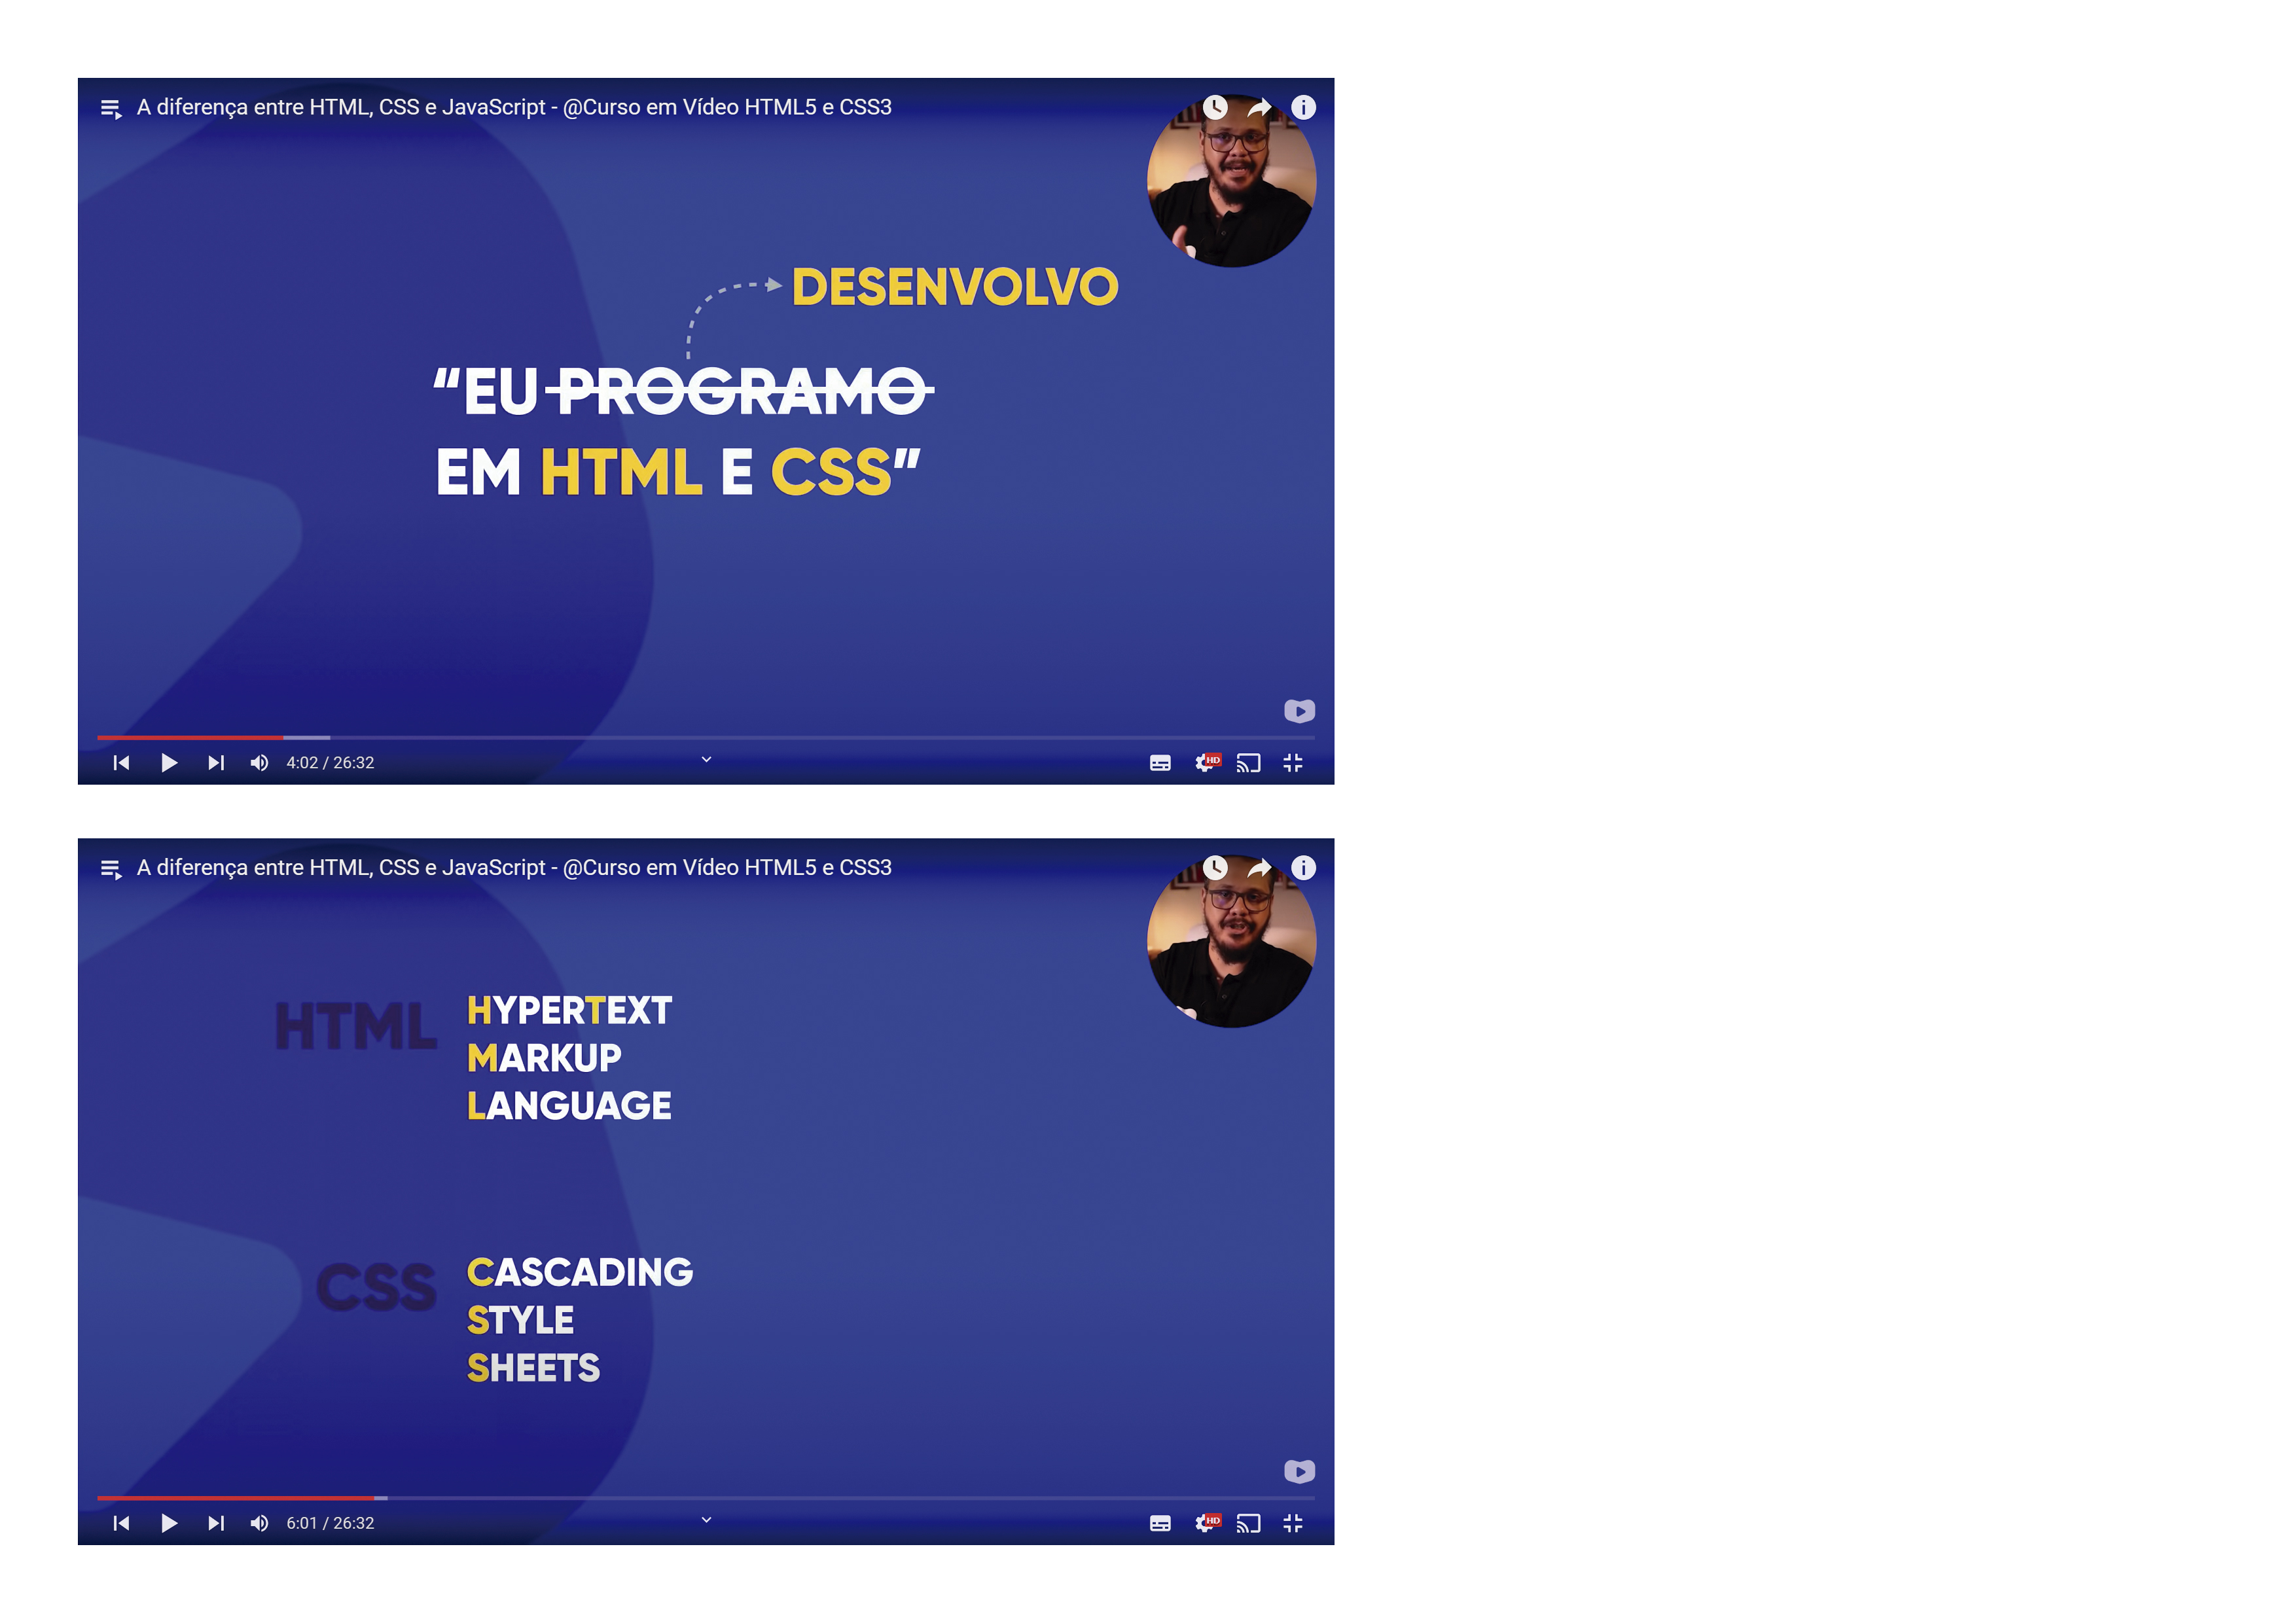 A diferença entre HTML, CSS e JavaScript - @Curso em Vídeo HTML5 e CSS3
DESENVOLVO
“EU PROGRAMO
EM HTML E CSS”
4:02 / 26:32
HD
A diferença entre HTML, CSS e JavaScript - @Curso em Vídeo HTML5 e CSS3
HTML
HYPERTEXT
MARKUP
LANGUAGE
CSS
CASCADING
STYLE
SHEETS
6:01 / 26:32
HD